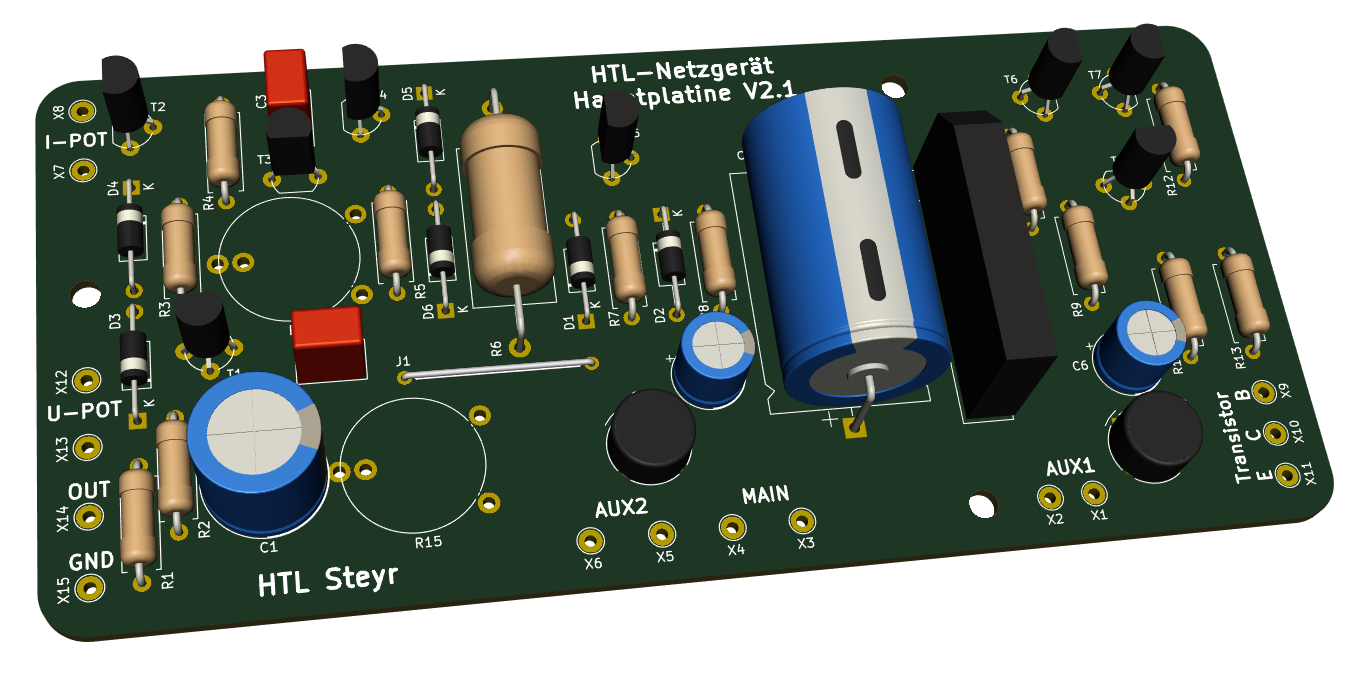 HTL-Netzgerät
V2.1
X8
T2
I-POT
X7
C3
D5
K
T6
T7
T3
D4
K
R4
R12
R3
R5
D6
K
D1
K
R7
D2
K
R9
D3
K
R6
J1
T1
X12
U-POT
X13
C6
R13
OUT
X14
R2
C1
R15
GND
X15
R1
HTL Steyr
AUX2
X6
X5
MAIN
X4
X3
AUX1
X2
X1
Transistor
B
X9
C
X10
E
X11